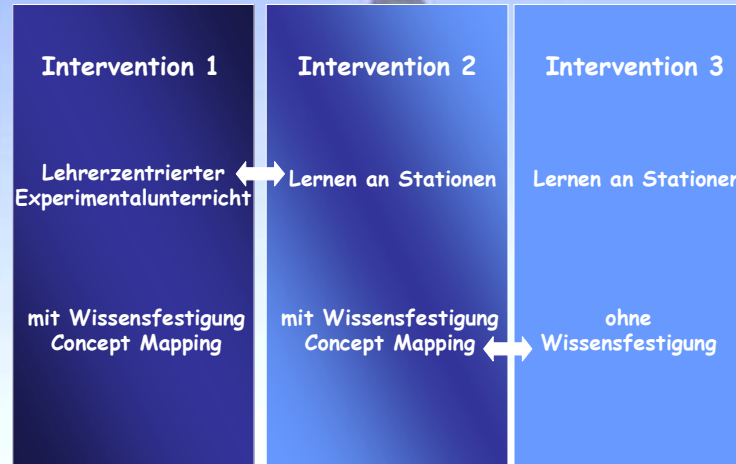 Intervention 1
Lehrerzentrierter
Experimentalunterricht
mit Wissensfestigung
Concept Mapping
Intervention 2
Lernen an Stationen
mit Wissensfestigung
Concept Mapping
Intervention 3
Lernen an Stationen
ohne
Wissensfestigung